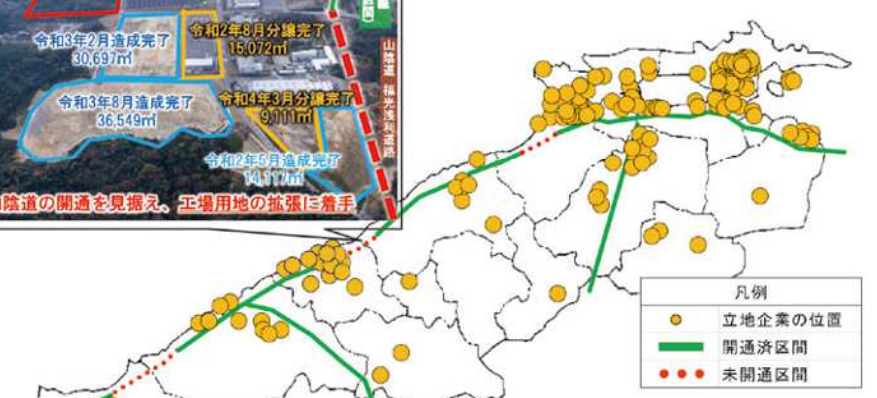 令和2年8月分譲完了
15,072㎡
令和3年2月造成完了
30,697㎡
令和3年8月造成完了
36,549㎡
令和4年3月分譲完了
9,111㎡
令和2年5月造成完了
14,117㎡
山陰道 福光浅利道路
山陰道の開通を見据え、工場用地の拡張に着手
凡例
立地企業の位置
開通済区間
未開通区間